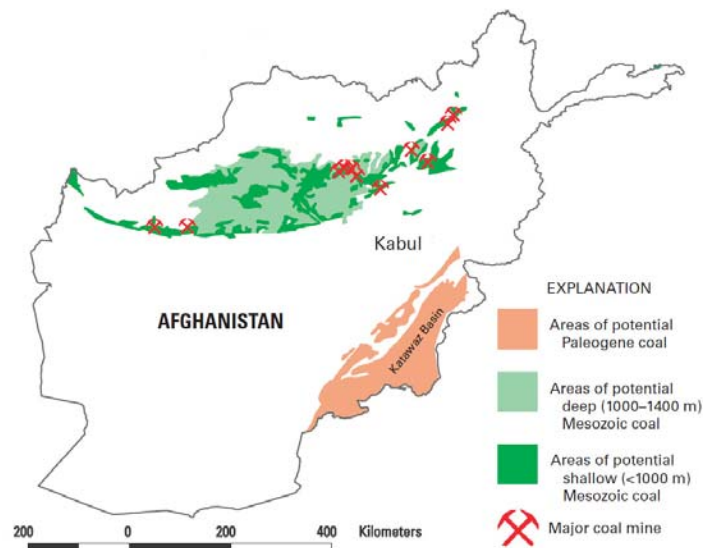 Kabul
AFGHANISTAN
Katawaz Basin
EXPLANATION
Areas of potential
Paleogene coal
Areas of potential
deep (1000–1400 m)
Mesozoic coal
Areas of potential
shallow (<1000 m)
Mesozoic coal
Major coal mine
200 0 200 400 Kilometers